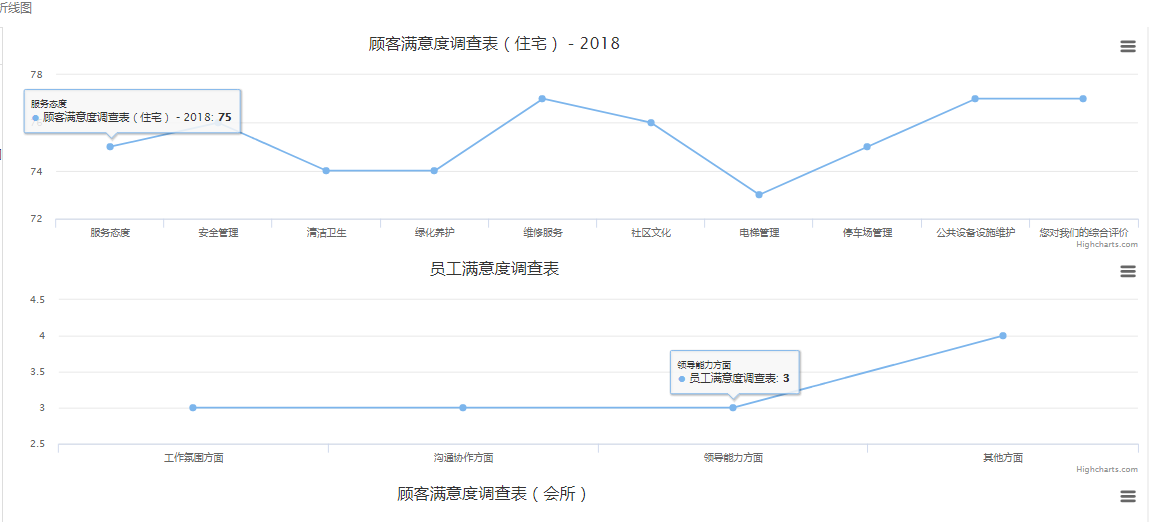 折线图
顾客满意度调查表（住宅） - 2018
78
服务态度
顾客满意度调查表（住宅） - 2018: 75
74
72
服务态度 安全管理 清洁卫生 绿化养护 维修服务 社区文化 电梯管理 停车场管理 公共设备设施维护 您对我们的综合评价
Highcharts.com
员工满意度调查表
4.5
4
3.5
领导能力方面
员工满意度调查表: 3
3
2.5
工作氛围方面 沟通协作方面 领导能力方面 其他方面
Highcharts.com
顾客满意度调查表（会所）